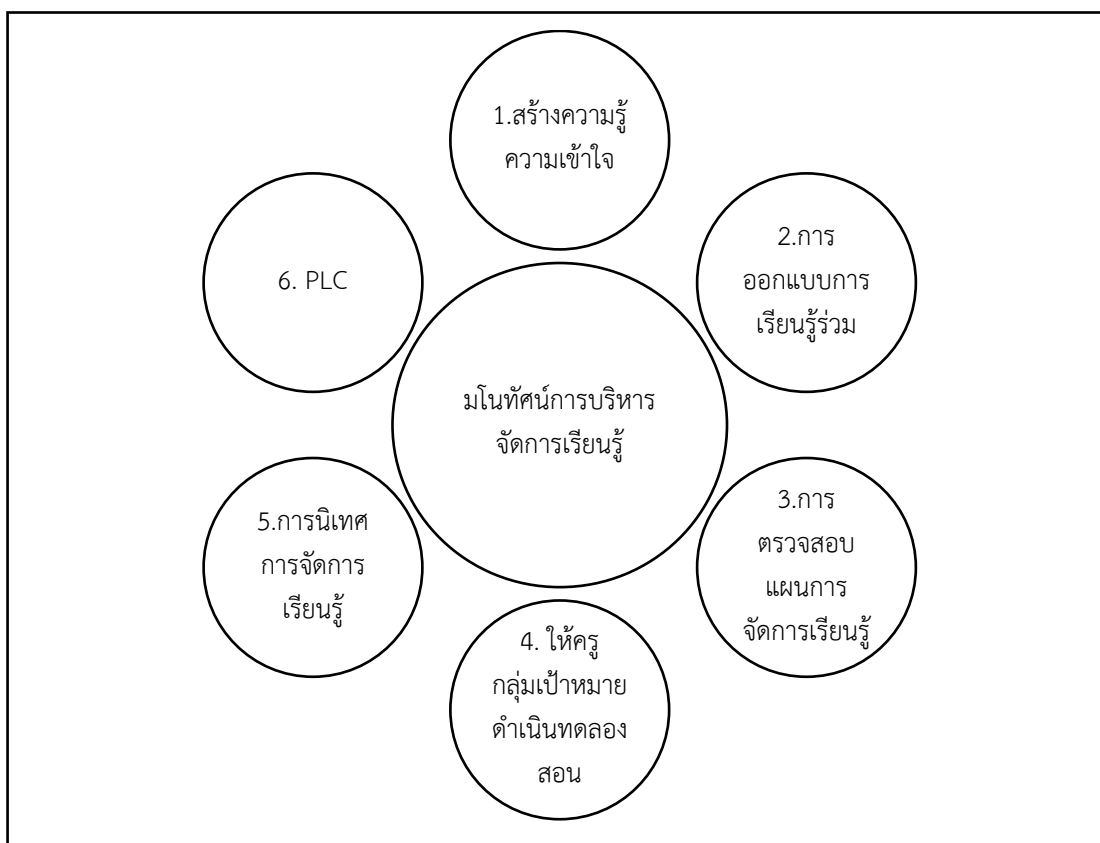 1.สร้างความรู้
ความเข้าใจ
2.การ
ออกแบบการ
เรียนรู้ร่วม
3.การ
ตรวจสอบ
แผนการ
จัดการเรียนรู้
4. ให้ครู
กลุ่มเป้าหมาย
ดำเนินทดลอง
สอน
5.การนิเทศ
การจัดการ
เรียนรู้
6. PLC
มโนทัศน์การบริหาร
จัดการเรียนรู้